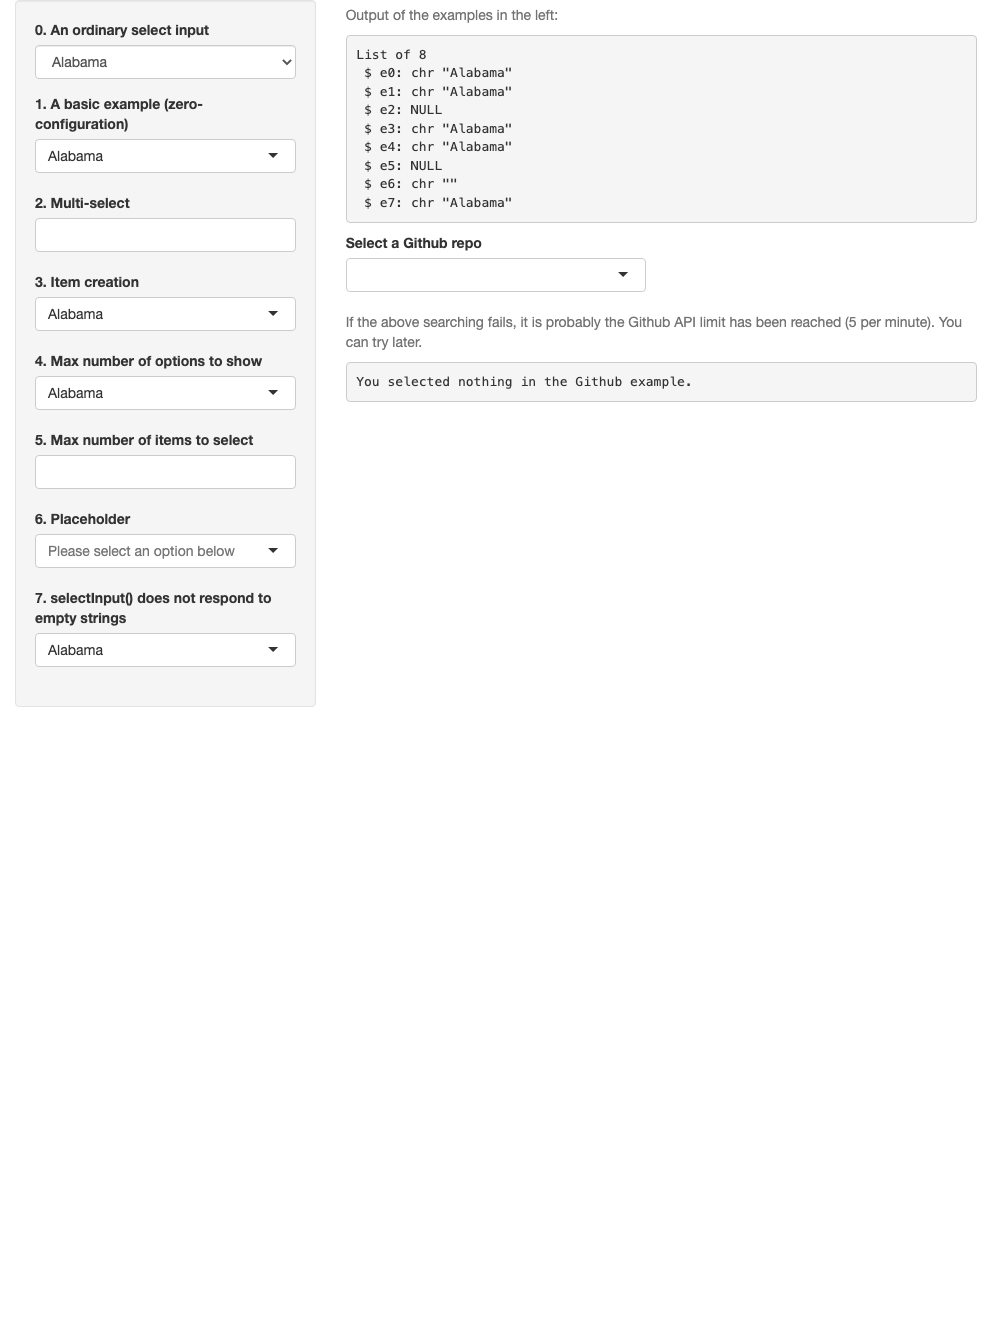 0. An ordinary select input
Alabama
1. A basic example (zero-
configuration)
Alabama
2. Multi-select
3. Item creation
Alabama
4. Max number of options to show
Alabama
5. Max number of items to select
6. Placeholder
Please select an option below
7. selectInput() does not respond to
empty strings
Alabama
Output of the examples in the left:
List of 8
 $ e0: chr "Alabama"
 $ e1: chr "Alabama"
 $ e2: NULL
 $ e3: chr "Alabama"
 $ e4: chr "Alabama"
 $ e5: NULL
 $ e6: chr ""
 $ e7: chr "Alabama"
Select a Github repo
If the above searching fails, it is probably the Github API limit has been reached (5 per minute). You
can try later.
You selected nothing in the Github example.